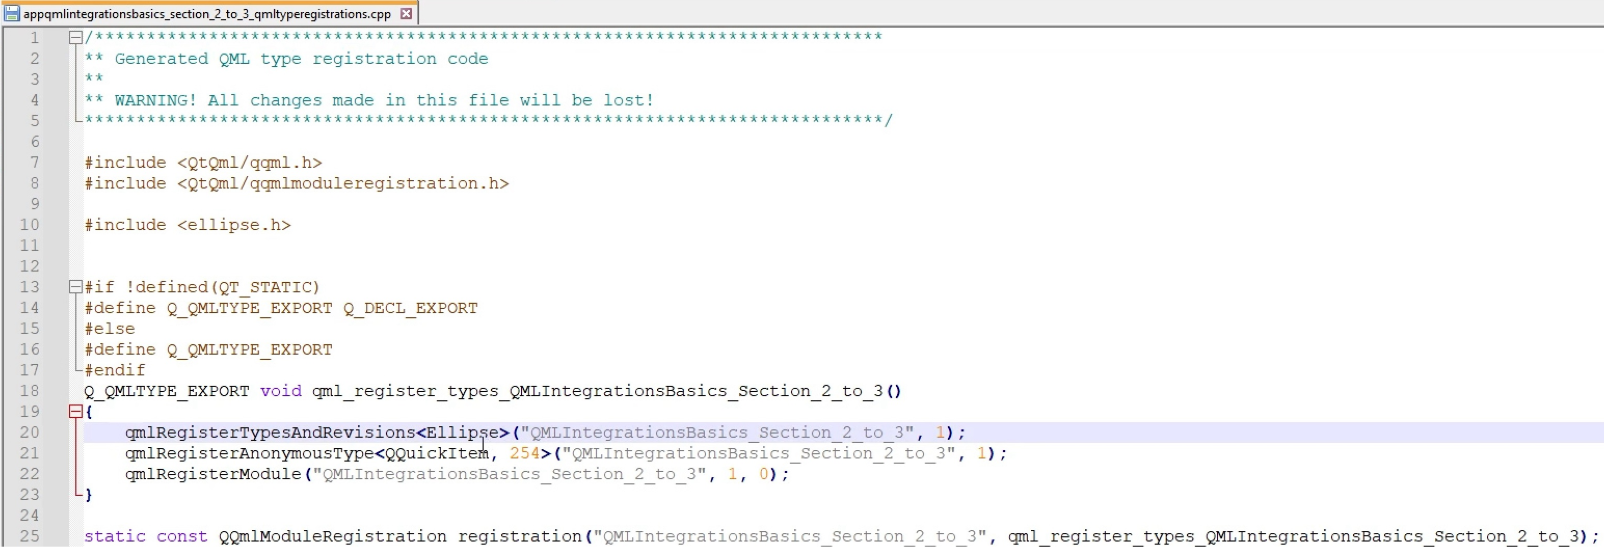 appqmlintegrationsbasics_section_2_to_3_qmltyperegistrations.cpp
1 /****************************************************************************
2 ** Generated QML type registration code
3 **
4 ** WARNING! All changes made in this file will be lost!
5 *****************************************************************************/
6
7 #include <QtQml/qqml.h>
8 #include <QtQml/qqmlmoduleregistration.h>
9
10 #include <ellipse.h>
11
12
13 #if !defined(QT_STATIC)
14 #define Q_QMLTYPE_EXPORT Q_DECL_EXPORT
15 #else
16 #define Q_QMLTYPE_EXPORT
17 #endif
18 Q_QMLTYPE_EXPORT void qml_register_types_QMLIntegrationsBasics_Section_2_to_3()
19 {
20 qmlRegisterTypesAndRevisions<Ellipse>("QMLIntegrationsBasics_Section_2_to_3", 1);
21 qmlRegisterAnonymousType<QQuickItem, 254>("QMLIntegrationsBasics_Section_2_to_3", 1);
22 qmlRegisterModule("QMLIntegrationsBasics_Section_2_to_3", 1, 0);
23 }
24
25 static const QQmlModuleRegistration registration("QMLIntegrationsBasics_Section_2_to_3", qml_register_types_QMLIntegrationsBasics_Section_2_to_3);